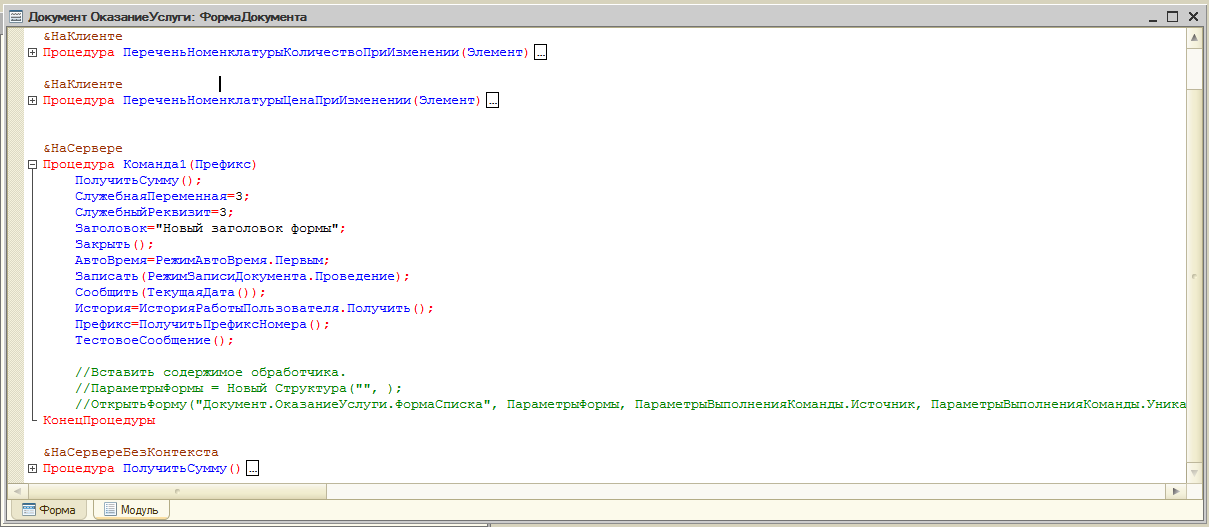 Документ ОказаниеУслуги: ФормаДокумента
&НаКлиенте
Процедура ПереченьНоменклатурыКоличествоПриИзменении(Элемент) ...
&НаКлиенте
Процедура ПереченьНоменклатурыЦенаПриИзменении(Элемент) ...
&НаСервере
Процедура Команда1(Префикс)
ПолучитьСумму();
СлужебнаяПеременная=3;
СлужебныйРеквизит=3;
Заголовок="Новый заголовок формы";
Закрыть();
АвтоВремя=РежимАвтоВремя.Первым;
Записать(РежимЗаписиДокумента.Проведение);
Сообщить(ТекущаяДата());
История=ИсторияРаботыПользователя.Получить();
Префикс=ПолучитьПрефиксНомера();
ТестовоеСообщение();
//Вставить содержимое обработчика.
//ПараметрыФормы = Новый Структура("", );
//ОткрытьФорму("Документ.ОказаниеУслуги.ФормаСписка", ПараметрыФормы, ПараметрыВыполненияКоманды.Источник, ПараметрыВыполненияКоманды.Уника
КонецПроцедуры
&НаСервереБезКонтекста
Процедура ПолучитьСумму() ...
Форма Модуль